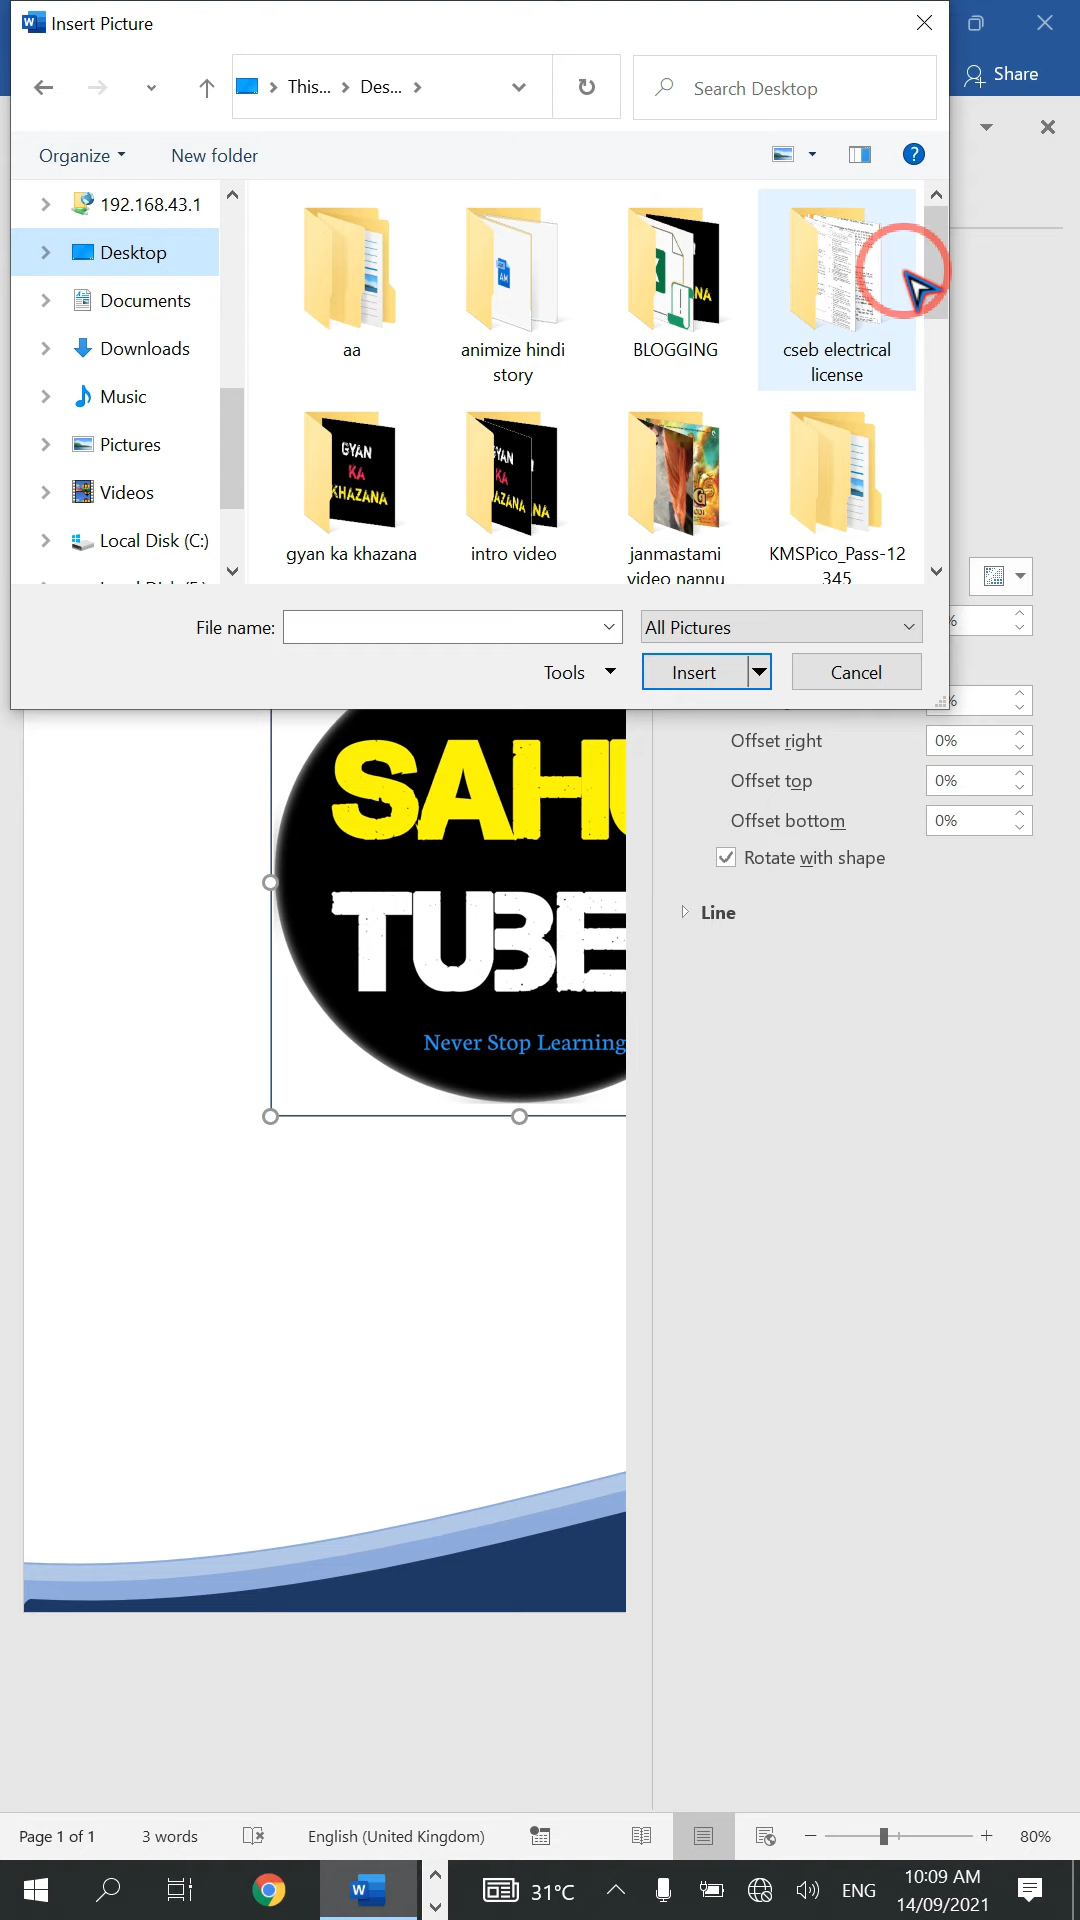 Insert Picture
Share
This...
Des...
Search Desktop
Organize
New folder
192.168.43.1
Desktop
Documents
Downloads
Music
Pictures
Videos
Local Disk (C:)
aa
animize hindi
story
BLOGGING
cseb electrical
license
GYAN
KA
KHAZANA
gyan ka khazana
intro video
janmastami
video nannu
KMSPico_Pass-12
345
File name:
All Pictures
Tools
Insert
Cancel
Offset right
0%
Offset top
0%
Offset bottom
0%
Rotate with shape
Line
SAHU
TUBE
Never Stop Learning
Page 1 of 1
3 words
English (United Kingdom)
80%
31°C
ENG
10:09 AM
14/09/2021